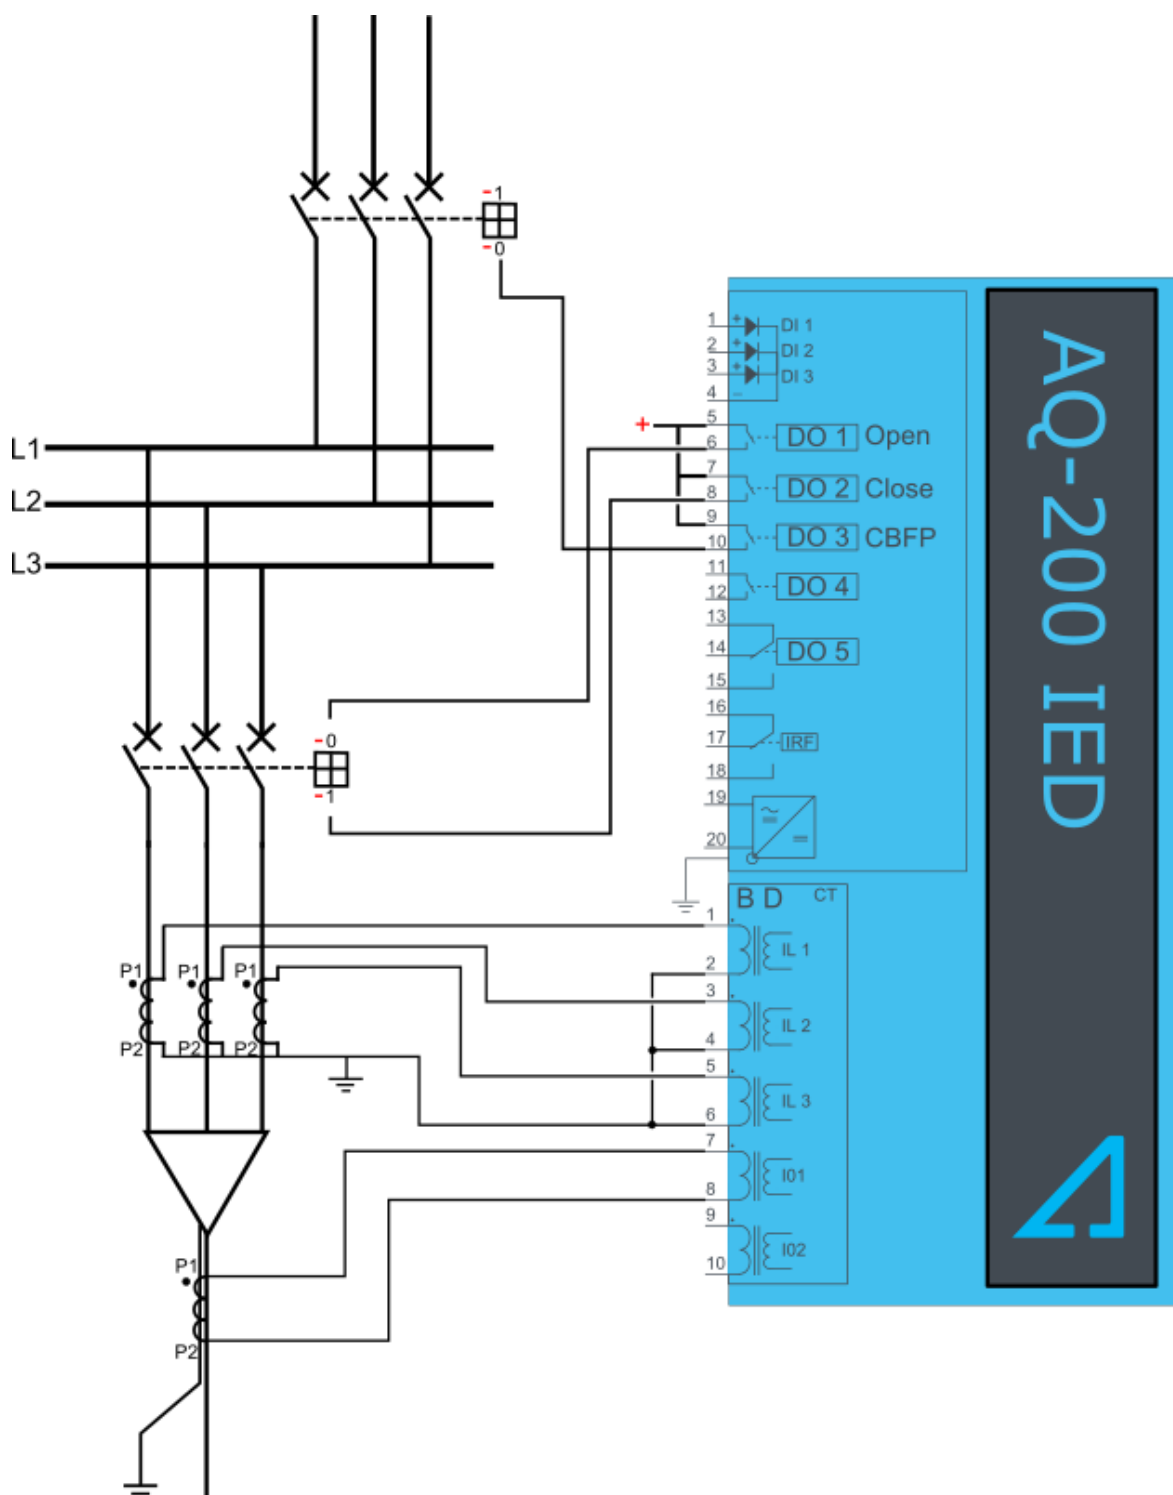 -1
-0
L1
L2
L3
-0
-1
+
1 + DI 1
2 + DI 2
3 + DI 3
4 -
5
6 DO 1 Open
7
8 DO 2 Close
9
10 DO 3 CBFP
11
12 DO 4
13
14 DO 5
15
16
17 IRF
18
19
20
~
=
B D CT
1
IL 1
2
3
IL 2
4
5
IL 3
6
7
I01
8
9
I02
10
P1 P1 P1
P2 P2 P2
P1
P2
AQ-200 IED